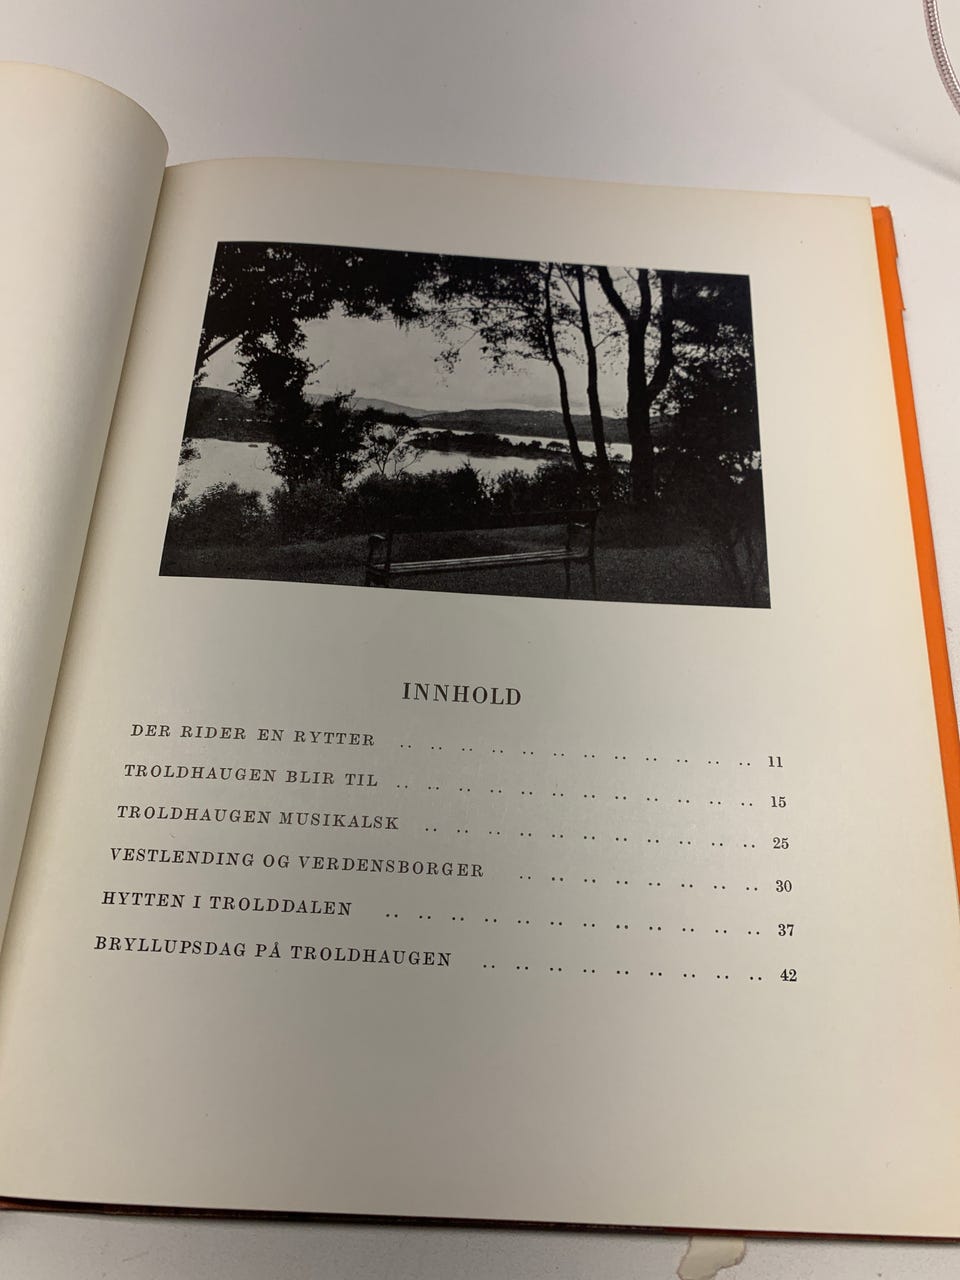 INNHOLD
DER RIDER EN RYTTER .. .. .. .. .. .. .. .. .. .. .. .. 11
TROLDHAUGEN BLIR TIL .. .. .. .. .. .. .. .. .. .. .. .. 15
TROLDHAUGEN MUSIKALSK .. .. .. .. .. .. .. .. .. .. .. 25
VESTLENDING OG VERDENSBORGER .. .. .. .. .. .. .. .. 30
HYTTEN I TROLDDALEN .. .. .. .. .. .. .. .. .. .. .. .. 37
BRYLLUPSDAG PÅ TROLDHAUGEN .. .. .. .. .. .. .. .. .. 42